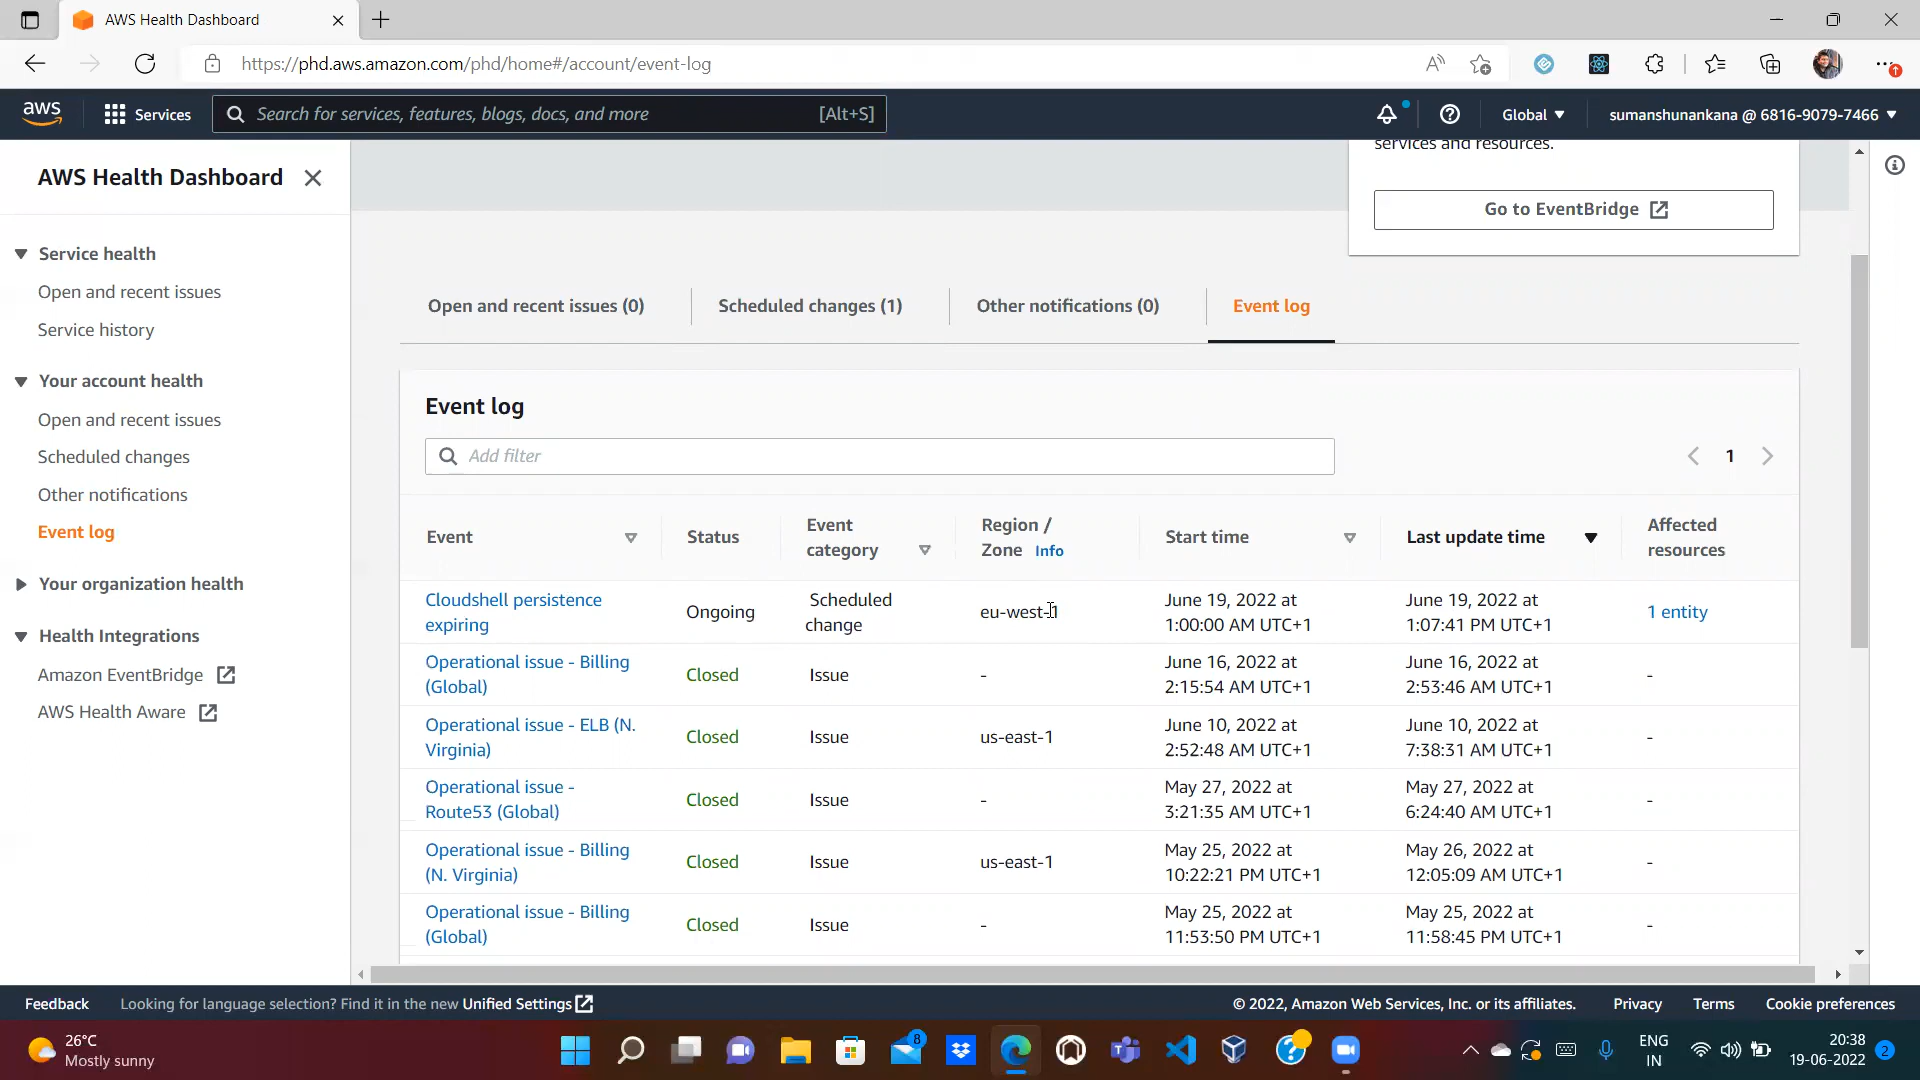 AWS Health Dashboard
https://phd.aws.amazon.com/phd/home#/account/event-log
aws
Services
Search for services, features, blogs, docs, and more
[Alt+S]
Global
sumanshunankana @ 6816-9079-7466
AWS Health Dashboard
Service health
Open and recent issues
Service history
Your account health
Open and recent issues
Scheduled changes
Other notifications
Event log
Your organization health
Health Integrations
Amazon EventBridge
AWS Health Aware
services and resources.
Go to EventBridge
Open and recent issues (0)
Scheduled changes (1)
Other notifications (0)
Event log
Event log
Add filter
1
Event
Status
Event
category
Region /
Zone Info
Start time
Last update time
Affected
resources
Cloudshell persistence
expiring
Ongoing
Scheduled
change
eu-west-1
June 19, 2022 at
1:00:00 AM UTC+1
June 19, 2022 at
1:07:41 PM UTC+1
1 entity
Operational issue - Billing
(Global)
Closed
Issue
-
June 16, 2022 at
2:15:54 AM UTC+1
June 16, 2022 at
2:53:46 AM UTC+1
-
Operational issue - ELB (N.
Virginia)
Closed
Issue
us-east-1
June 10, 2022 at
2:52:48 AM UTC+1
June 10, 2022 at
7:38:31 AM UTC+1
-
Operational issue -
Route53 (Global)
Closed
Issue
-
May 27, 2022 at
3:21:35 AM UTC+1
May 27, 2022 at
6:24:40 AM UTC+1
-
Operational issue - Billing
(N. Virginia)
Closed
Issue
us-east-1
May 25, 2022 at
10:22:21 PM UTC+1
May 26, 2022 at
12:05:09 AM UTC+1
-
Operational issue - Billing
(Global)
Closed
Issue
-
May 25, 2022 at
11:53:50 PM UTC+1
May 25, 2022 at
11:58:45 PM UTC+1
-
Feedback
Looking for language selection? Find it in the new Unified Settings
© 2022, Amazon Web Services, Inc. or its affiliates.
Privacy
Terms
Cookie preferences
26°C
Mostly sunny
8
ENG
IN
20:38
19-06-2022
2